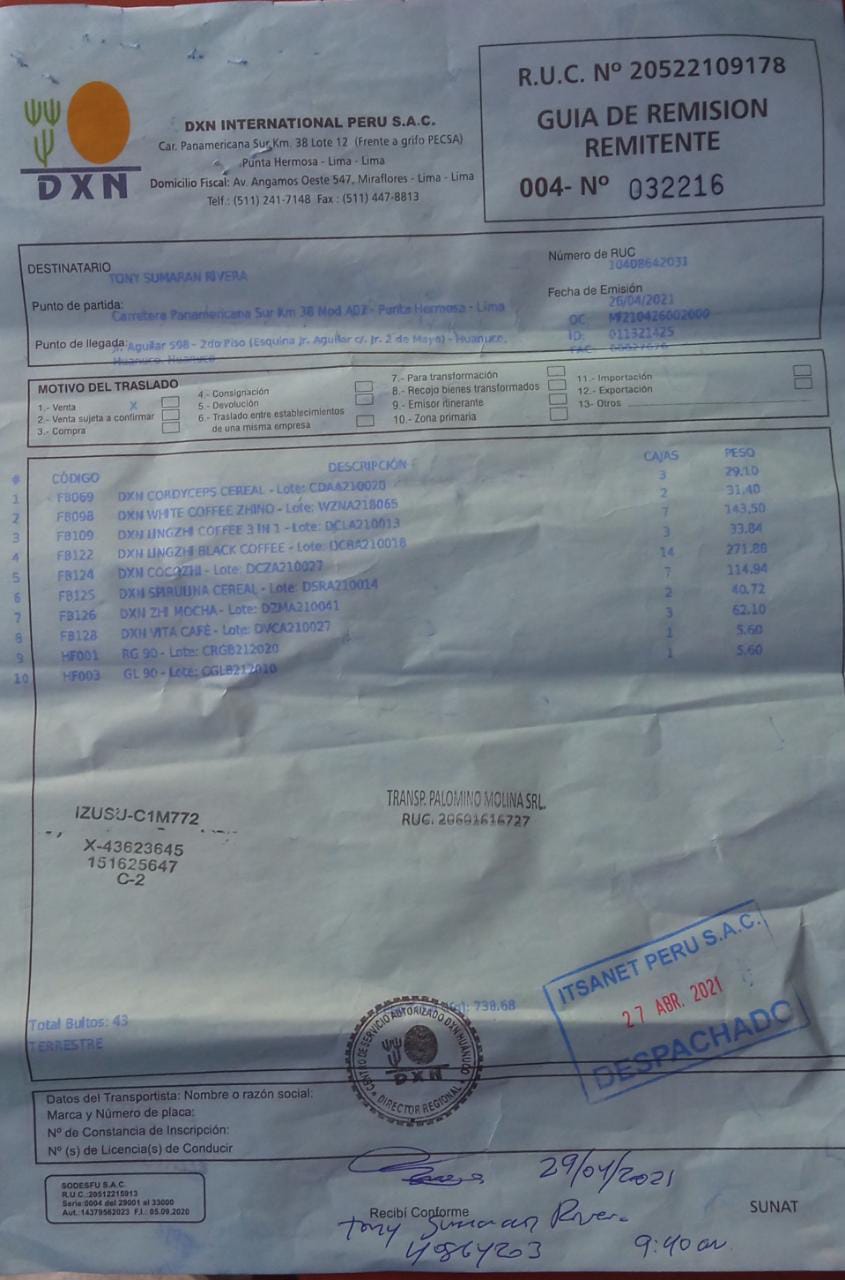 R.U.C. Nº 20522109178
GUIA DE REMISION
REMITENTE
004- Nº 032216
DXN
DXN INTERNATIONAL PERU S.A.C.
Car. Panamericana Sur Km. 38 Lote 12 (Frente a grifo PECSA)
Punta Hermosa - Lima - Lima
Domicilio Fiscal: Av. Angamos Oeste 547, Miraflores - Lima - Lima
Telf.: (511) 241-7148 Fax : (511) 447-8813
DESTINATARIO TONY SUMARAN RIVERA
Número de RUC 10408642031
Punto de partida: Carretera Panamericana Sur Km 38 Mod AD2 - Punta Hermosa - Lima
Fecha de Emisión 26/04/2021
OC: MF210426002000
Punto de llegada: Jr. Aguilar 598 - 2do Piso (Esquina Jr. Aguilar c/. Jr. 2 de Mayo) - Huanuco,
Huanuco, Huanuco
ID: 011321425
FAC
MOTIVO DEL TRASLADO
1.- Venta X
2.- Venta sujeta a confirmar
3.- Compra
4.- Consignación
5.- Devolución
6.- Traslado entre establecimientos
de una misma empresa
7.- Para transformación
8.- Recojo bienes transformados
9.- Emisor itinerante
10.- Zona primaria
11.- Importación
12.- Exportación
13.- Otros
# CÓDIGO DESCRIPCIÓN CAJAS PESO
1 FB069 DXN CORDYCEPS CEREAL - Lote: CDAA210020 3 29.10
2 FB098 DXN WHITE COFFEE ZHINO - Lote: WZNA218065 2 31.40
3 FB109 DXN LINGZHI COFFEE 3 IN 1 - Lote: DCLA210013 7 143.50
4 FB122 DXN LINGZHI BLACK COFFEE - Lote: DCBA210018 3 33.84
5 FB124 DXN COCOZHI - Lote: DCZA210027 14 271.88
6 FB125 DXN SPIRULINA CEREAL - Lote: DSRA210014 7 114.94
7 FB126 DXN ZHI MOCHA - Lote: DZMA210041 2 40.72
8 FB128 DXN VITA CAFÉ - Lote: DVCA210027 3 62.10
9 HF001 RG 90 - Lote: CRGB212020 1 5.60
10 HF003 GL 90 - Lote: CGLB212010 1 5.60
IZUSU-C1M772
X-43623645
151625647
C-2
TRANSP. PALOMINO MOLINA SRL.
RUC. 20601616727
ITSANET PERU S.A.C.
27 ABR. 2021
DESPACHADO
Total Bultos: 43
738.68
TERRESTRE
CENTRO DE SERVICIO AUTORIZADO DXN HUANUCO
DXN
DIRECTOR REGIONAL
Datos del Transportista: Nombre o razón social:
Marca y Número de placa:
Nº de Constancia de Inscripción:
Nº (s) de Licencia(s) de Conducir
SODESFU S.A.C.
R.U.C.:20512215913
Serie:0004 del 29001 al 33000
Aut.:14379562023 F.I.: 05.09.2020
29/04/2021
Recibí Conforme
SUNAT
Tony Sumaran Rivera
40864203
9:40 am